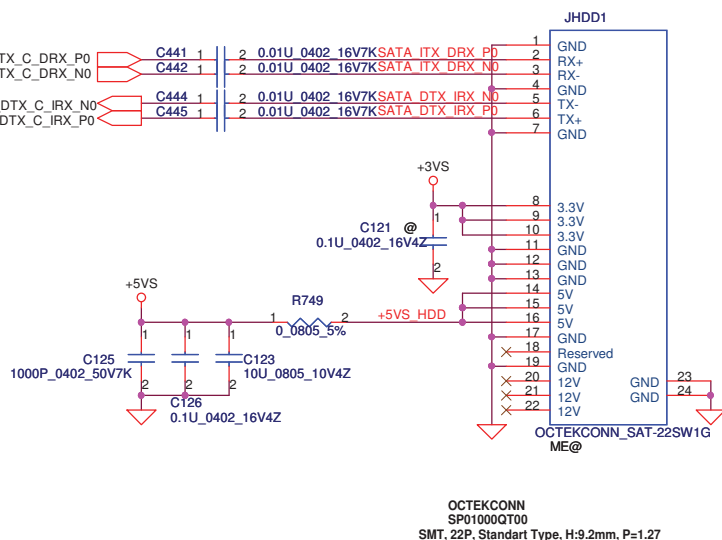 JHDD1
TX_C_DRX_P0 C441 1 2 0.01U_0402_16V7K SATA_ITX_DRX_P0
TX_C_DRX_N0 C442 1 2 0.01U_0402_16V7K SATA_ITX_DRX_N0
DTX_C_IRX_N0 C444 1 2 0.01U_0402_16V7K SATA_DTX_IRX_N0
DTX_C_IRX_P0 C445 1 2 0.01U_0402_16V7K SATA_DTX_IRX_P0
1 GND
2 RX+
3 RX-
4 GND
5 TX-
6 TX+
7 GND
+3VS
8 3.3V
9 3.3V
10 3.3V
11 GND
12 GND
13 GND
14 5V
15 5V
16 5V
17 GND
18 Reserved
19 GND
20 12V
21 12V
22 12V
GND 23
GND 24
1
C121 @
0.1U_0402_16V4Z
2
+5VS
R749
1 2 +5VS_HDD
0_0805_5%
1 1 1
C125 C123
1000P_0402_50V7K 10U_0805_10V4Z
2 2 2
C126
0.1U_0402_16V4Z
OCTEKCONN_SAT-22SW1G
ME@
OCTEKCONN
SP01000QT00
SMT, 22P, Standart Type, H:9.2mm, P=1.27